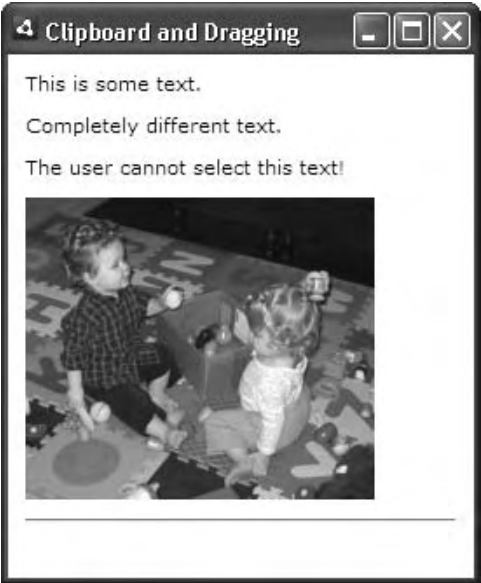 Clipboard and Dragging
This is some text.
Completely different text.
The user cannot select this text!